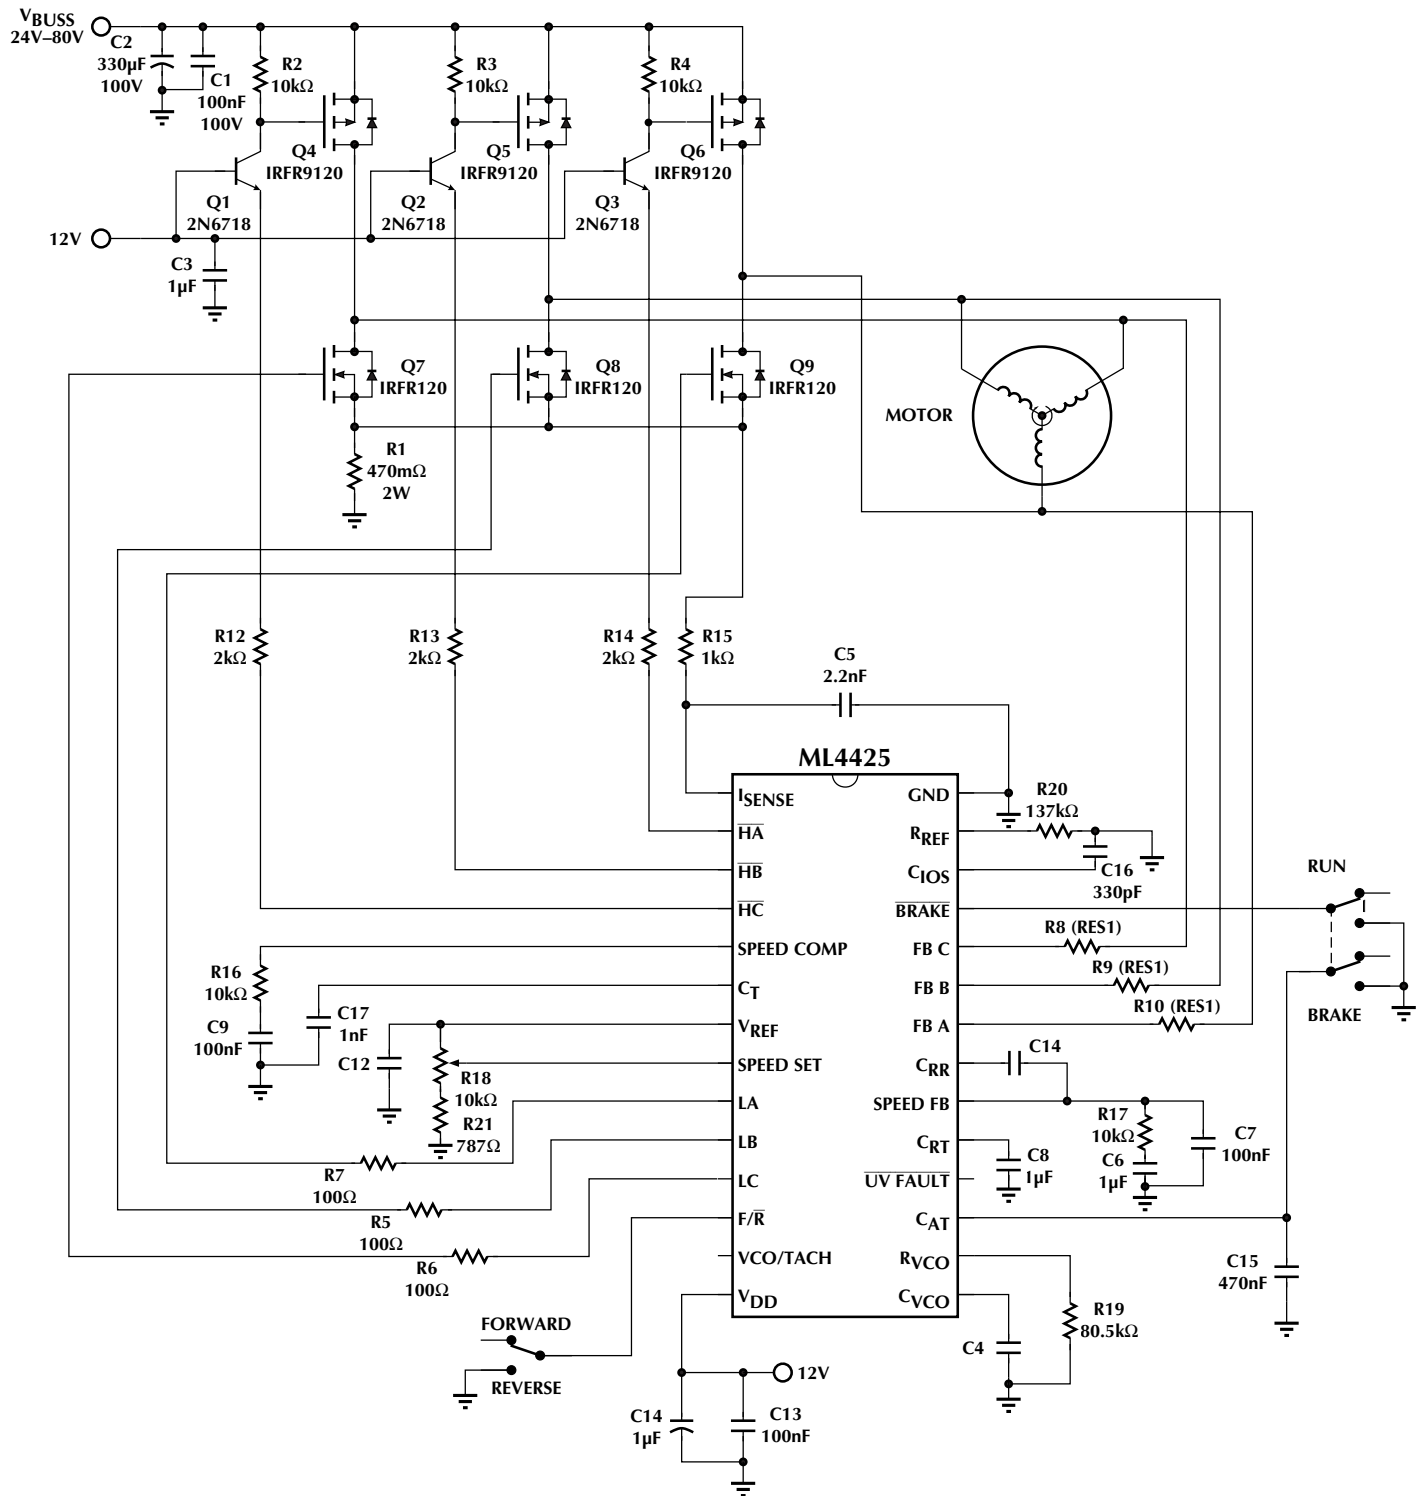 VBUSS
24V–80V
C2
330µF
100V
C1
100nF
100V
R2
10kΩ
R3
10kΩ
R4
10kΩ
Q4
IRFR9120
Q5
IRFR9120
Q6
IRFR9120
Q1
2N6718
Q2
2N6718
Q3
2N6718
12V
C3
1µF
Q7
IRFR120
Q8
IRFR120
Q9
IRFR120
MOTOR
R1
470mΩ
2W
R12
2kΩ
R13
2kΩ
R14
2kΩ
R15
1kΩ
C5
2.2nF
ML4425
ISENSE
HA
HB
HC
SPEED COMP
CT
VREF
SPEED SET
LA
LB
LC
F/R
VCO/TACH
VDD
GND
RREF
CIOS
BRAKE
FB C
FB B
FB A
CRR
SPEED FB
CRT
UV FAULT
CAT
RVCO
CVCO
R20
137kΩ
C16
330pF
RUN
R8 (RES1)
R9 (RES1)
R10 (RES1)
BRAKE
R16
10kΩ
C9
100nF
C17
1nF
C12
R18
10kΩ
R21
787Ω
C14
R17
10kΩ
C6
1µF
C7
100nF
C8
1µF
R7
100Ω
R5
100Ω
R6
100Ω
C15
470nF
R19
80.5kΩ
C4
FORWARD
REVERSE
12V
C14
1µF
C13
100nF